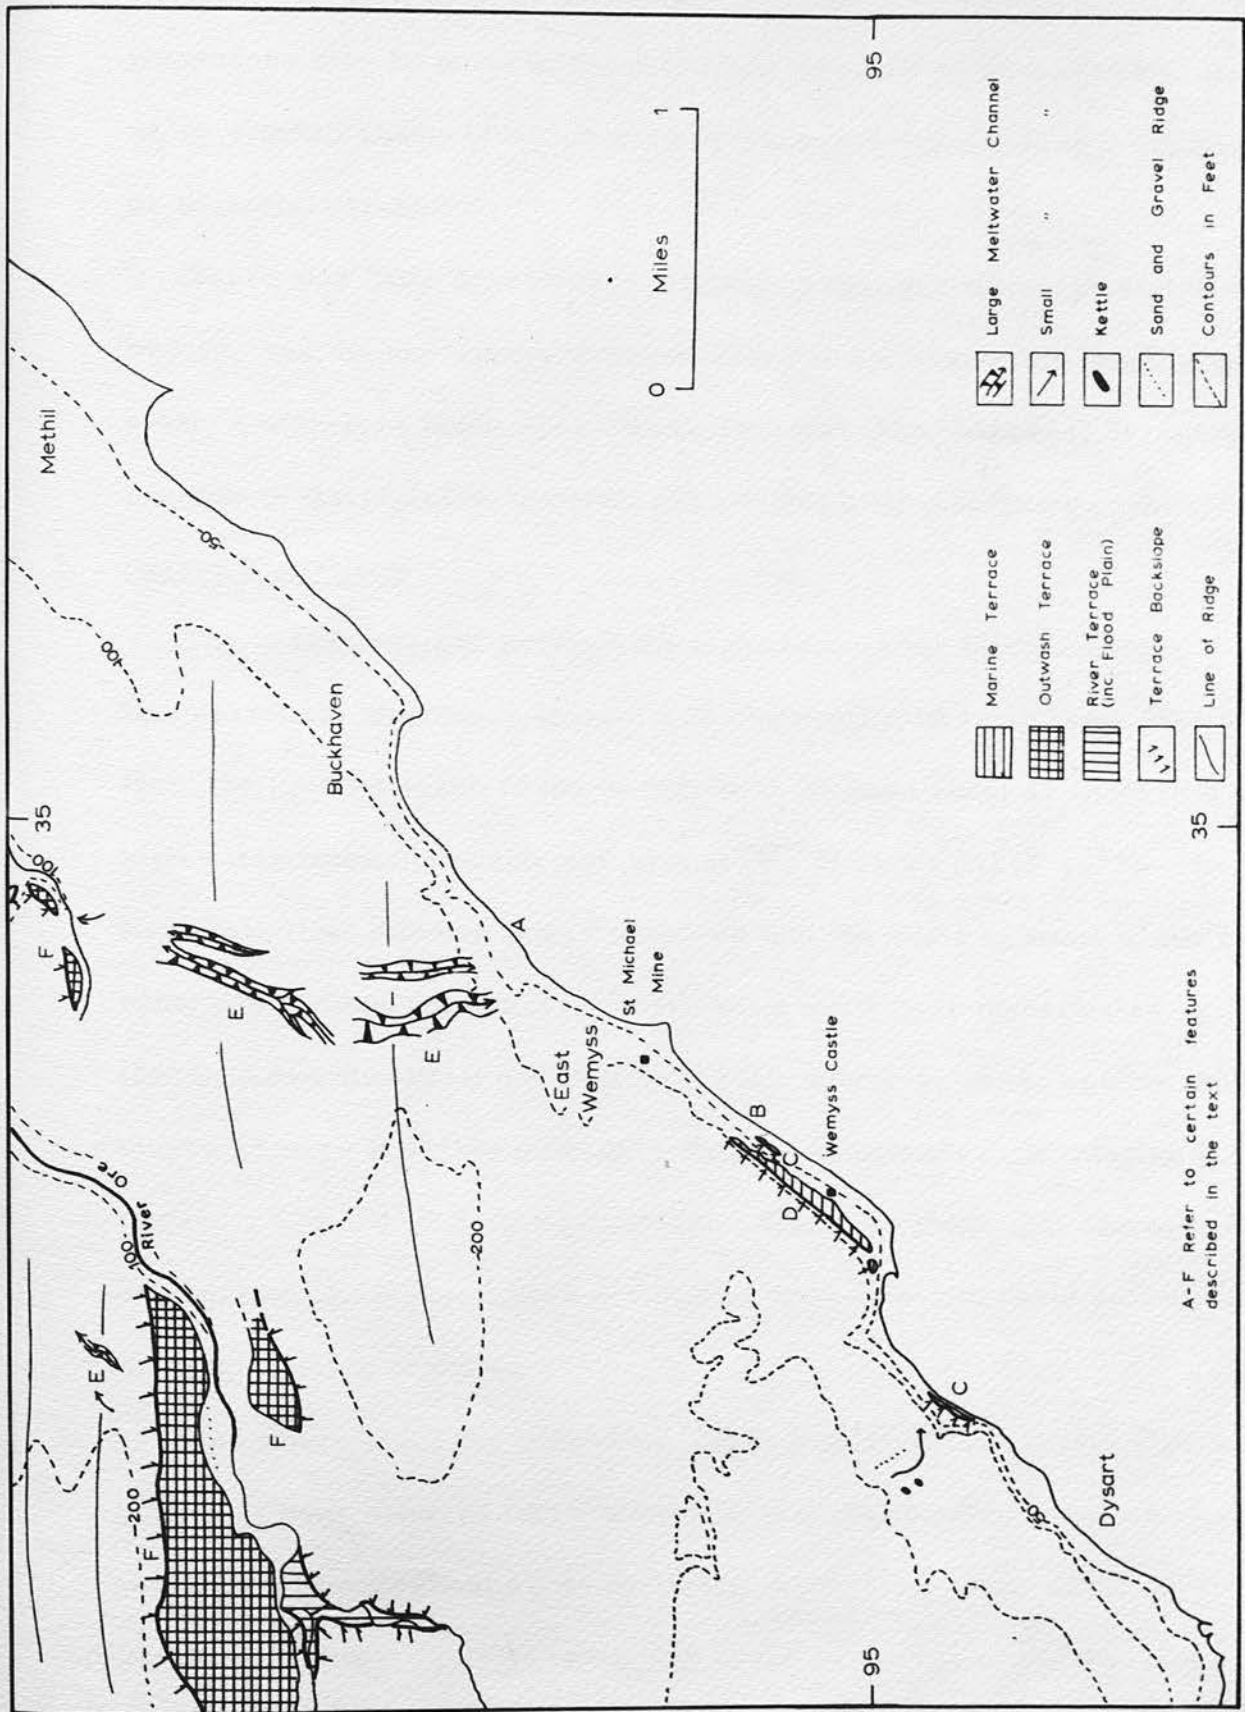 Methil
50
100
Buckhaven
35
100
F
E
E
A
St Michael
Mine
East
Wemyss
B
C
D
Wemyss Castle
River Ore
100
E
F
F
200
200
C
50
Dysart
95
95
35
0
Miles
1
Marine Terrace
Outwash Terrace
River Terrace
(inc. Flood Plain)
Terrace Backslope
Line of Ridge
Large Meltwater Channel
Small " "
Kettle
Sand and Gravel Ridge
Contours in Feet
A-F Refer to certain features
described in the text